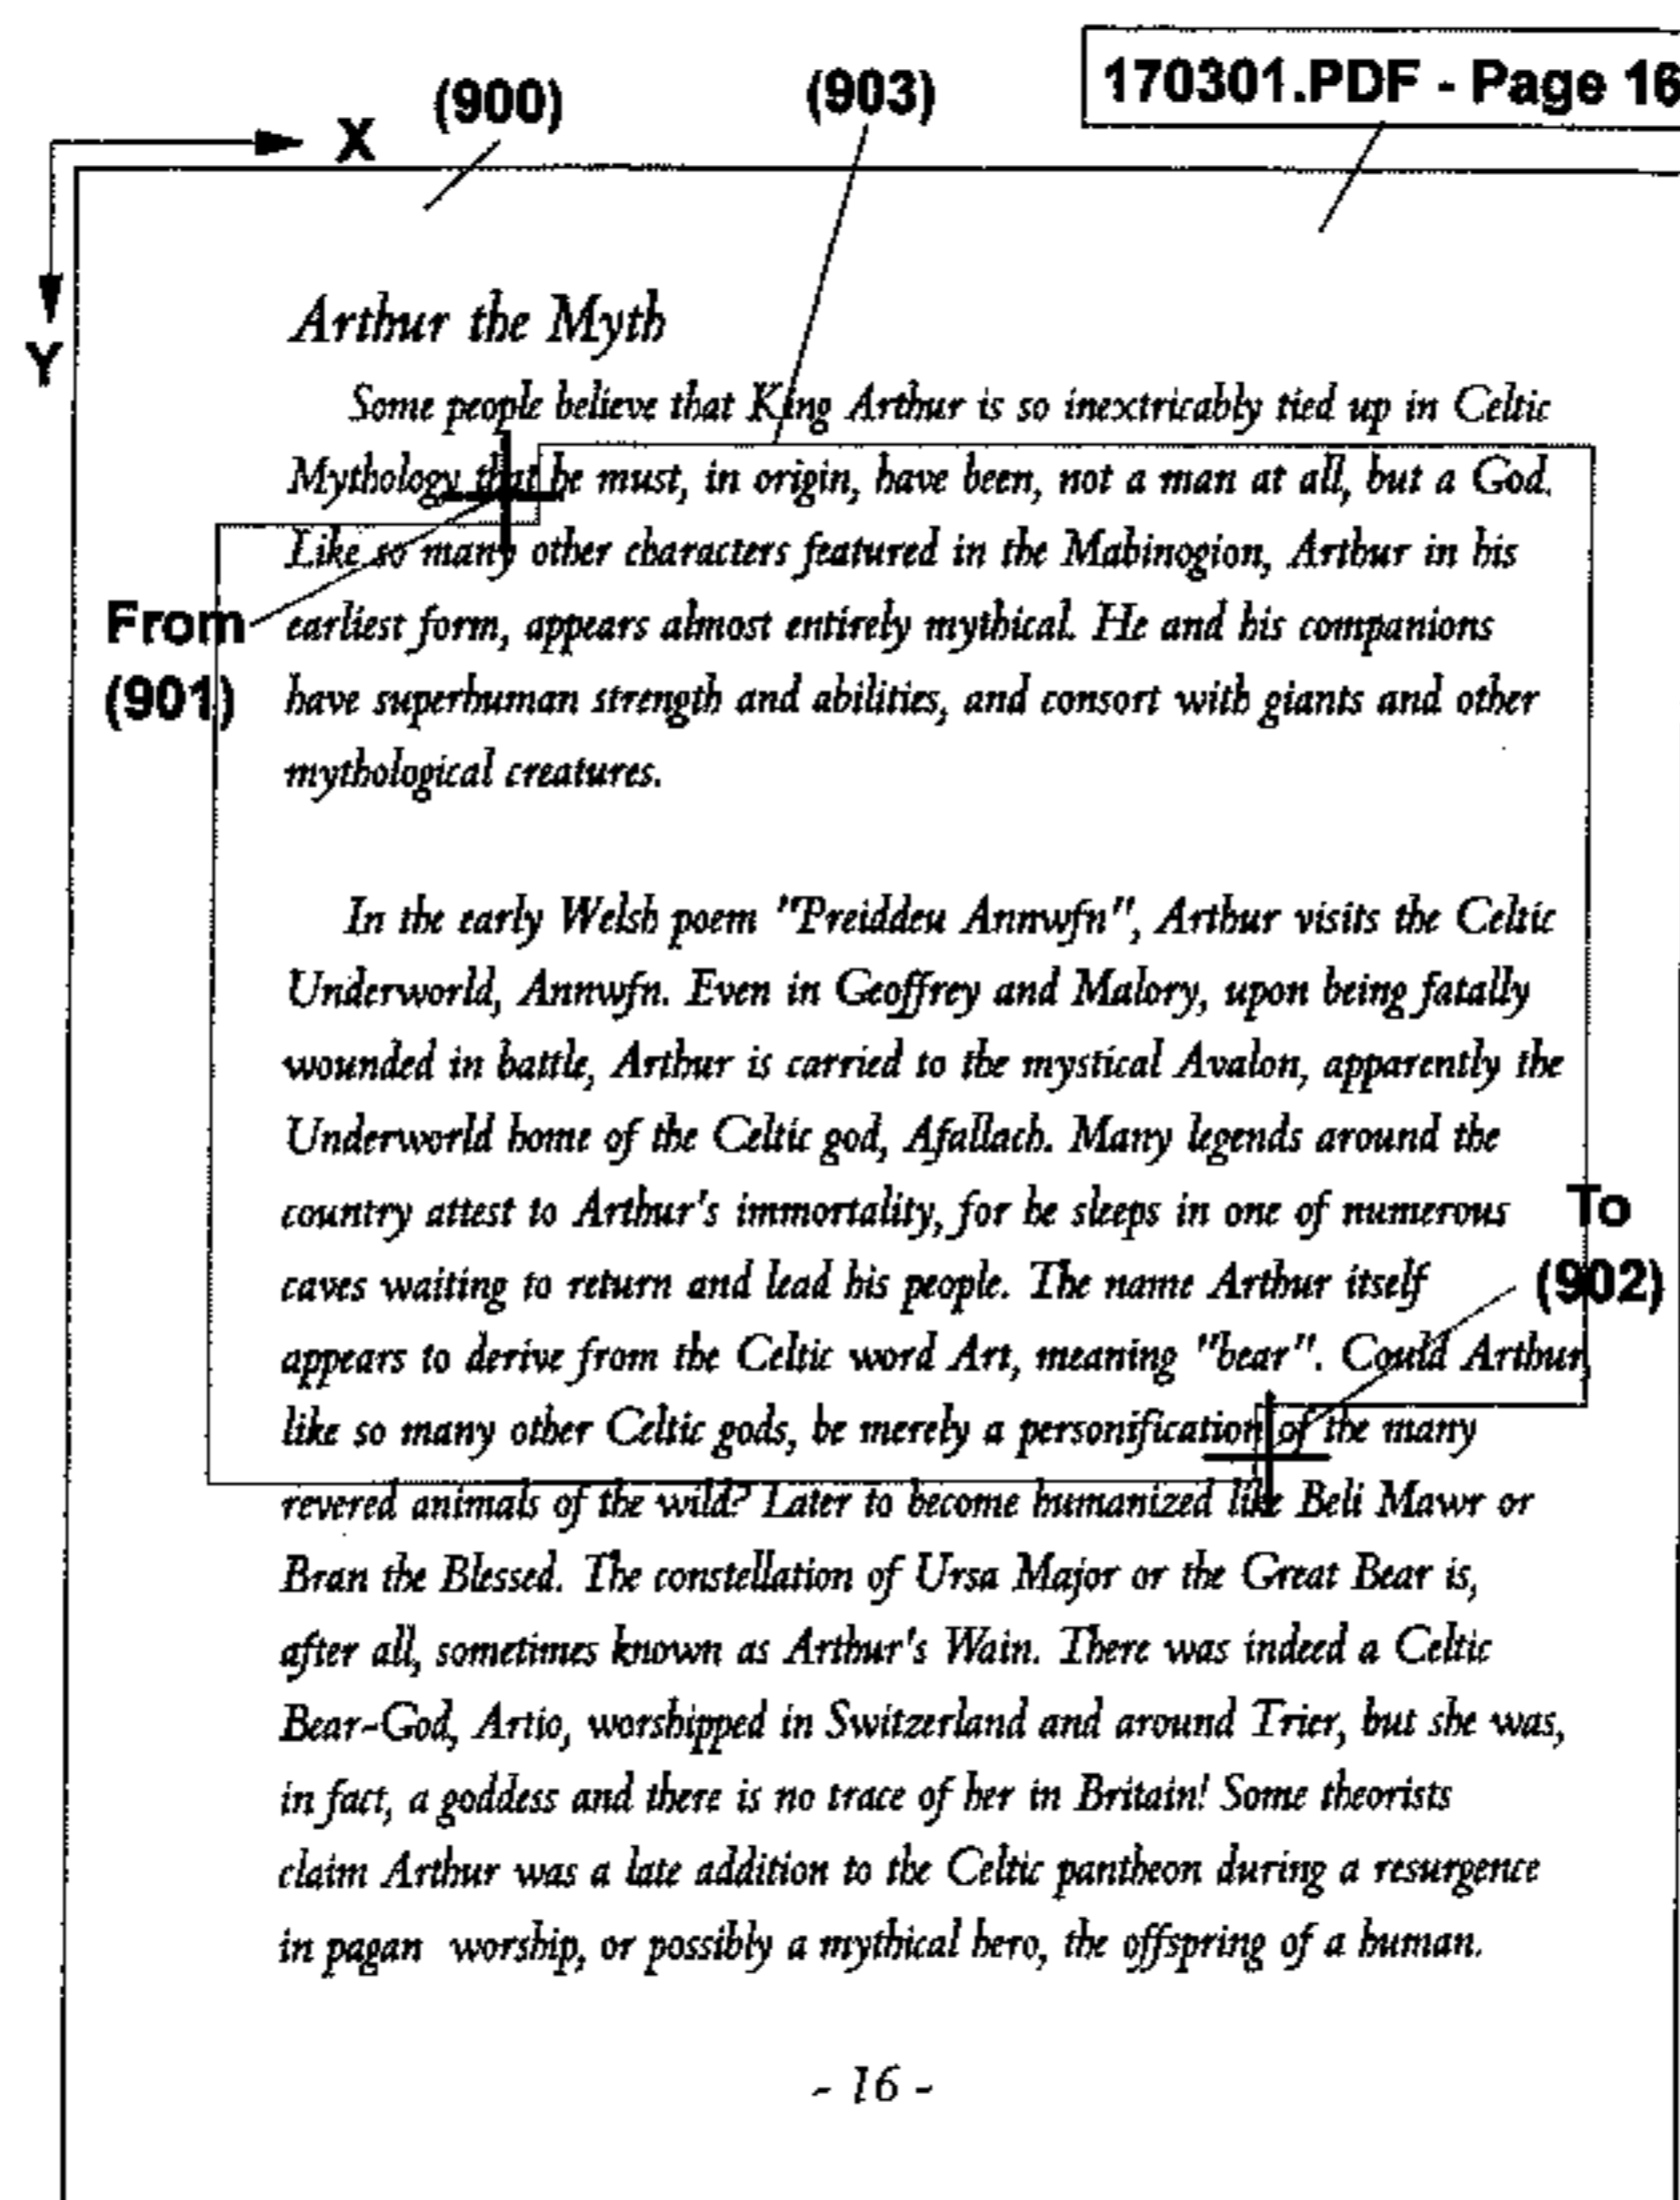 170301.PDF - Page 16
(900)
(903)
X
Y
Arthur the Myth
Some people believe that King Arthur is so inextricably tied up in Celtic
Mythology that he must, in origin, have been, not a man at all, but a God.
Like so many other characters featured in the Mabinogion, Arthur in his
From
earliest form, appears almost entirely mythical. He and his companions
(901)
have superhuman strength and abilities, and consort with giants and other
mythological creatures.
In the early Welsh poem "Preiddeu Annwfn", Arthur visits the Celtic
Underworld, Annwfn. Even in Geoffrey and Malory, upon being fatally
wounded in battle, Arthur is carried to the mystical Avalon, apparently the
Underworld home of the Celtic god, Afallach. Many legends around the
country attest to Arthur's immortality, for he sleeps in one of numerous
To
caves waiting to return and lead his people. The name Arthur itself
(902)
appears to derive from the Celtic word Art, meaning "bear". Could Arthur,
like so many other Celtic gods, be merely a personification of the many
revered animals of the wild? Later to become humanized like Beli Mawr or
Bran the Blessed. The constellation of Ursa Major or the Great Bear is,
after all, sometimes known as Arthur's Wain. There was indeed a Celtic
Bear-God, Artio, worshipped in Switzerland and around Trier, but she was,
in fact, a goddess and there is no trace of her in Britain! Some theorists
claim Arthur was a late addition to the Celtic pantheon during a resurgence
in pagan worship, or possibly a mythical hero, the offspring of a human.
- 16 -